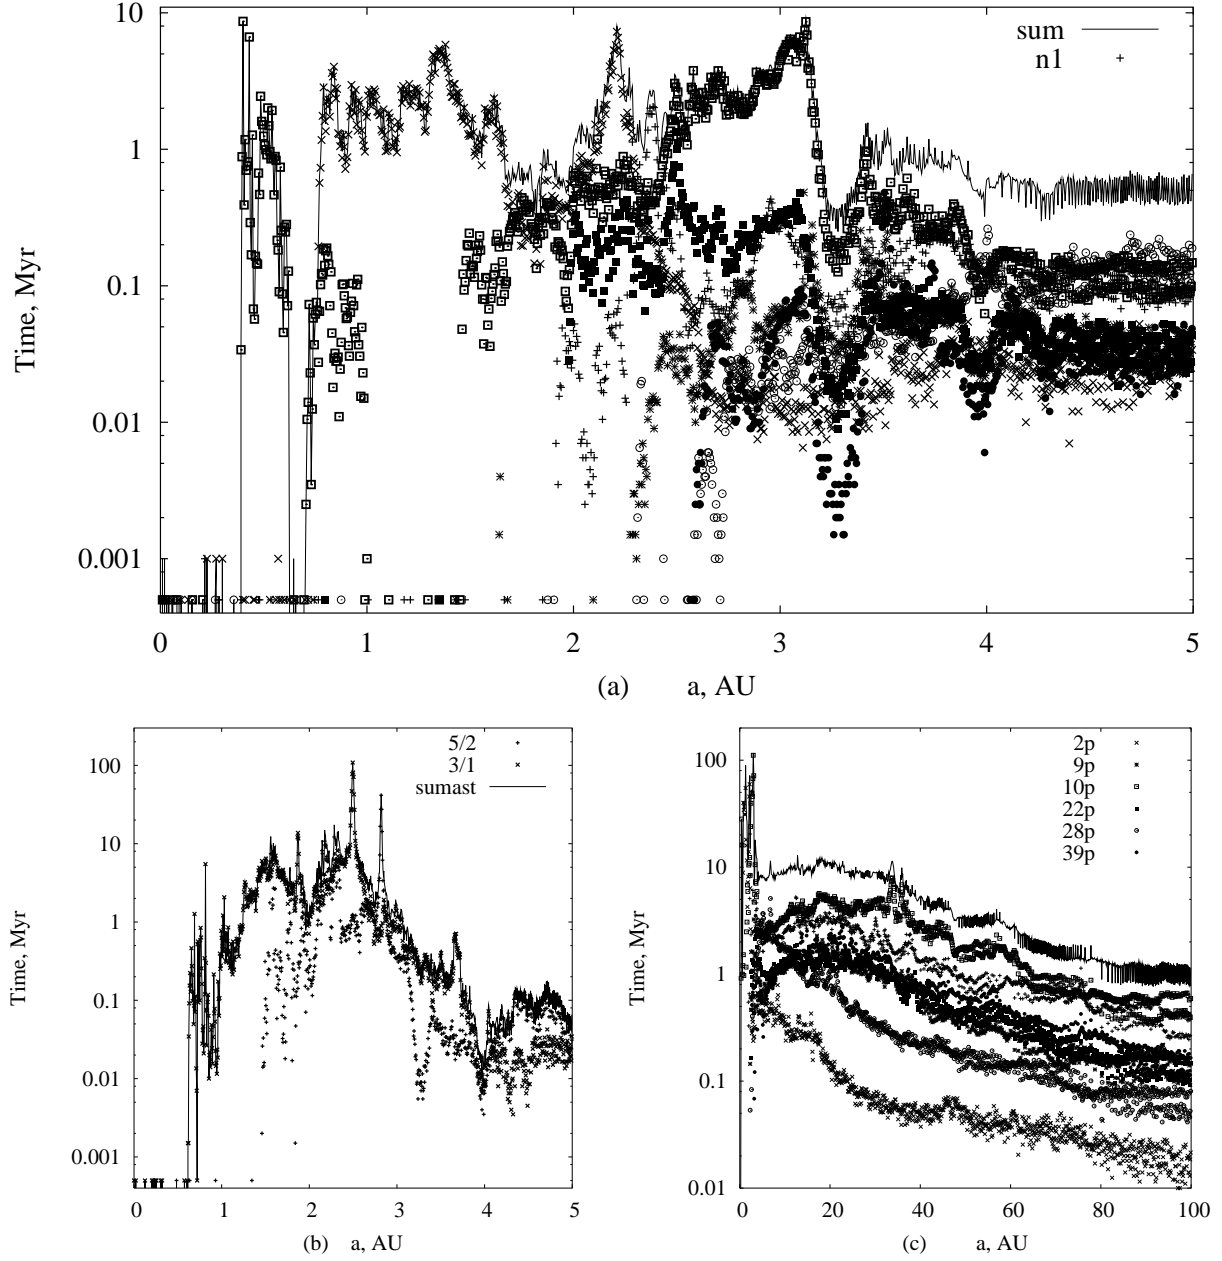 10
1
0.1
0.01
0.001
Time, Myr
sum
n1
0 1 2 3 4 5
(a) a, AU
100
10
1
0.1
0.01
0.001
Time, Myr
5/2
3/1
sumast
0 1 2 3 4 5
(b) a, AU
100
10
1
0.1
0.01
Time, Myr
2p
9p
10p
22p
28p
39p
0 20 40 60 80 100
(c) a, AU